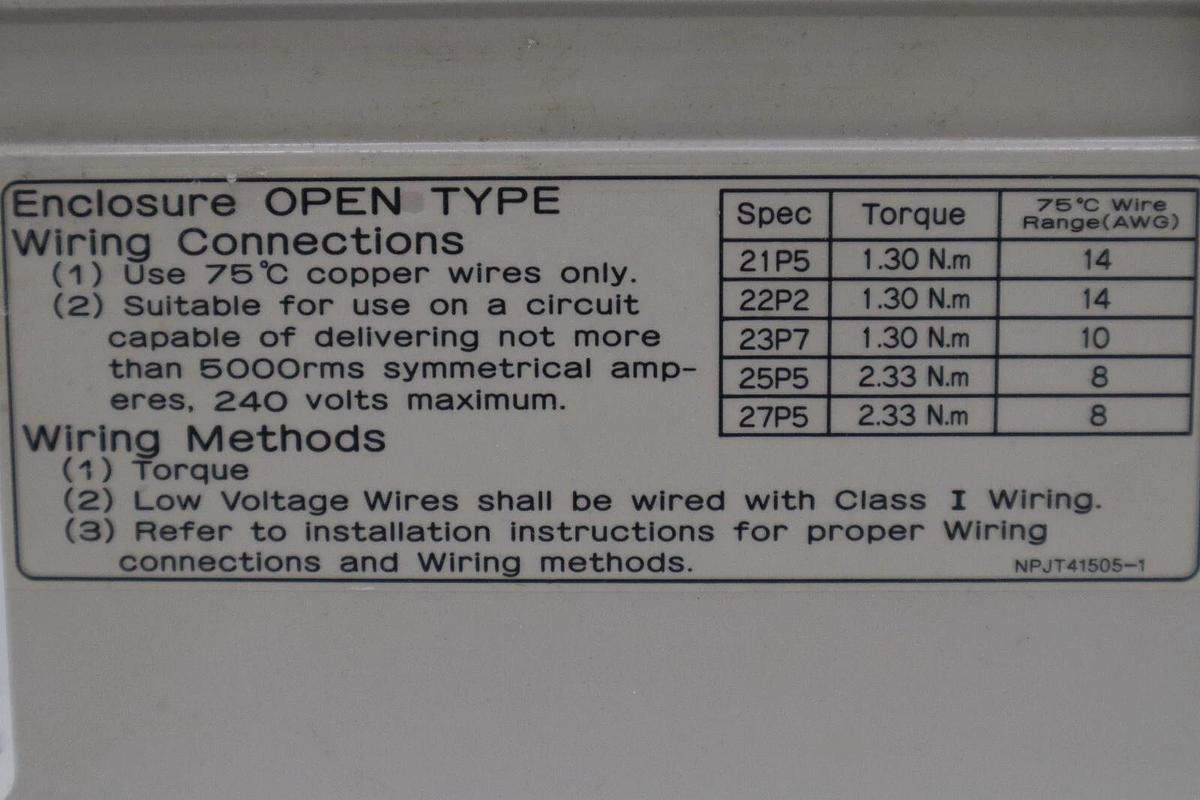 Enclosure OPEN TYPE
Wiring Connections
(1) Use 75℃ copper wires only.
(2) Suitable for use on a circuit
capable of delivering not more
than 5000rms symmetrical amp-
eres, 240 volts maximum.
Wiring Methods
(1) Torque
(2) Low Voltage Wires shall be wired with Class I Wiring.
(3) Refer to installation instructions for proper Wiring
connections and Wiring methods.
Spec Torque 75℃ Wire
Range(AWG)
21P5 1.30 N.m 14
22P2 1.30 N.m 14
23P7 1.30 N.m 10
25P5 2.33 N.m 8
27P5 2.33 N.m 8
NPJT41505-1